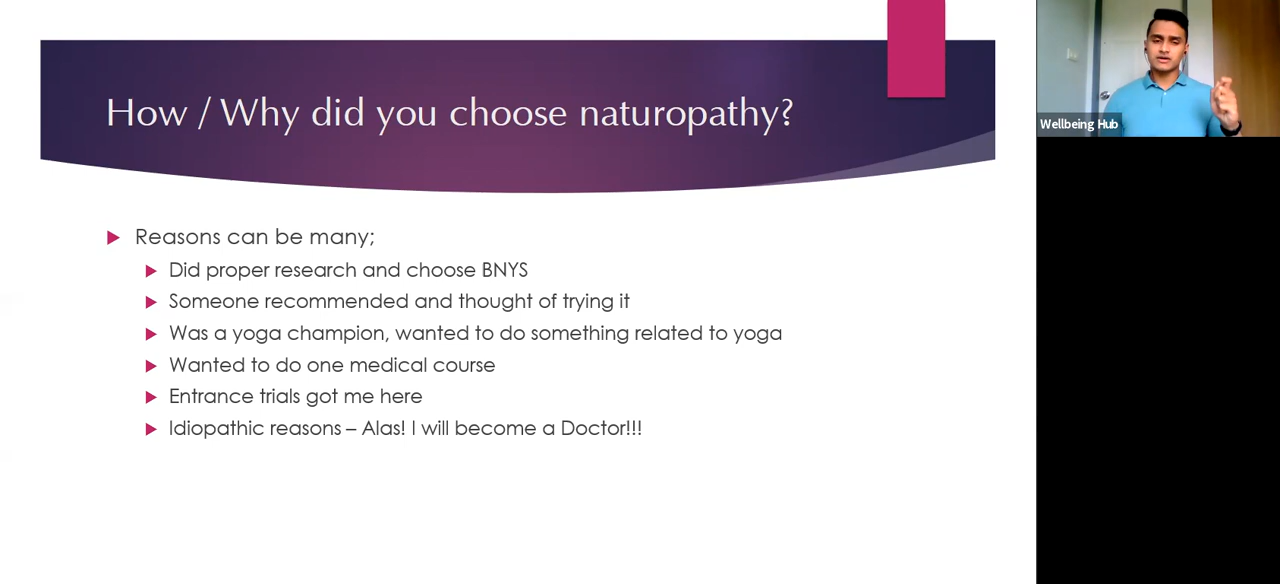 How / Why did you choose naturopathy?
Reasons can be many;
Did proper research and choose BNYS
Someone recommended and thought of trying it
Was a yoga champion, wanted to do something related to yoga
Wanted to do one medical course
Entrance trials got me here
Idiopathic reasons – Alas! I will become a Doctor!!!
Wellbeing Hub